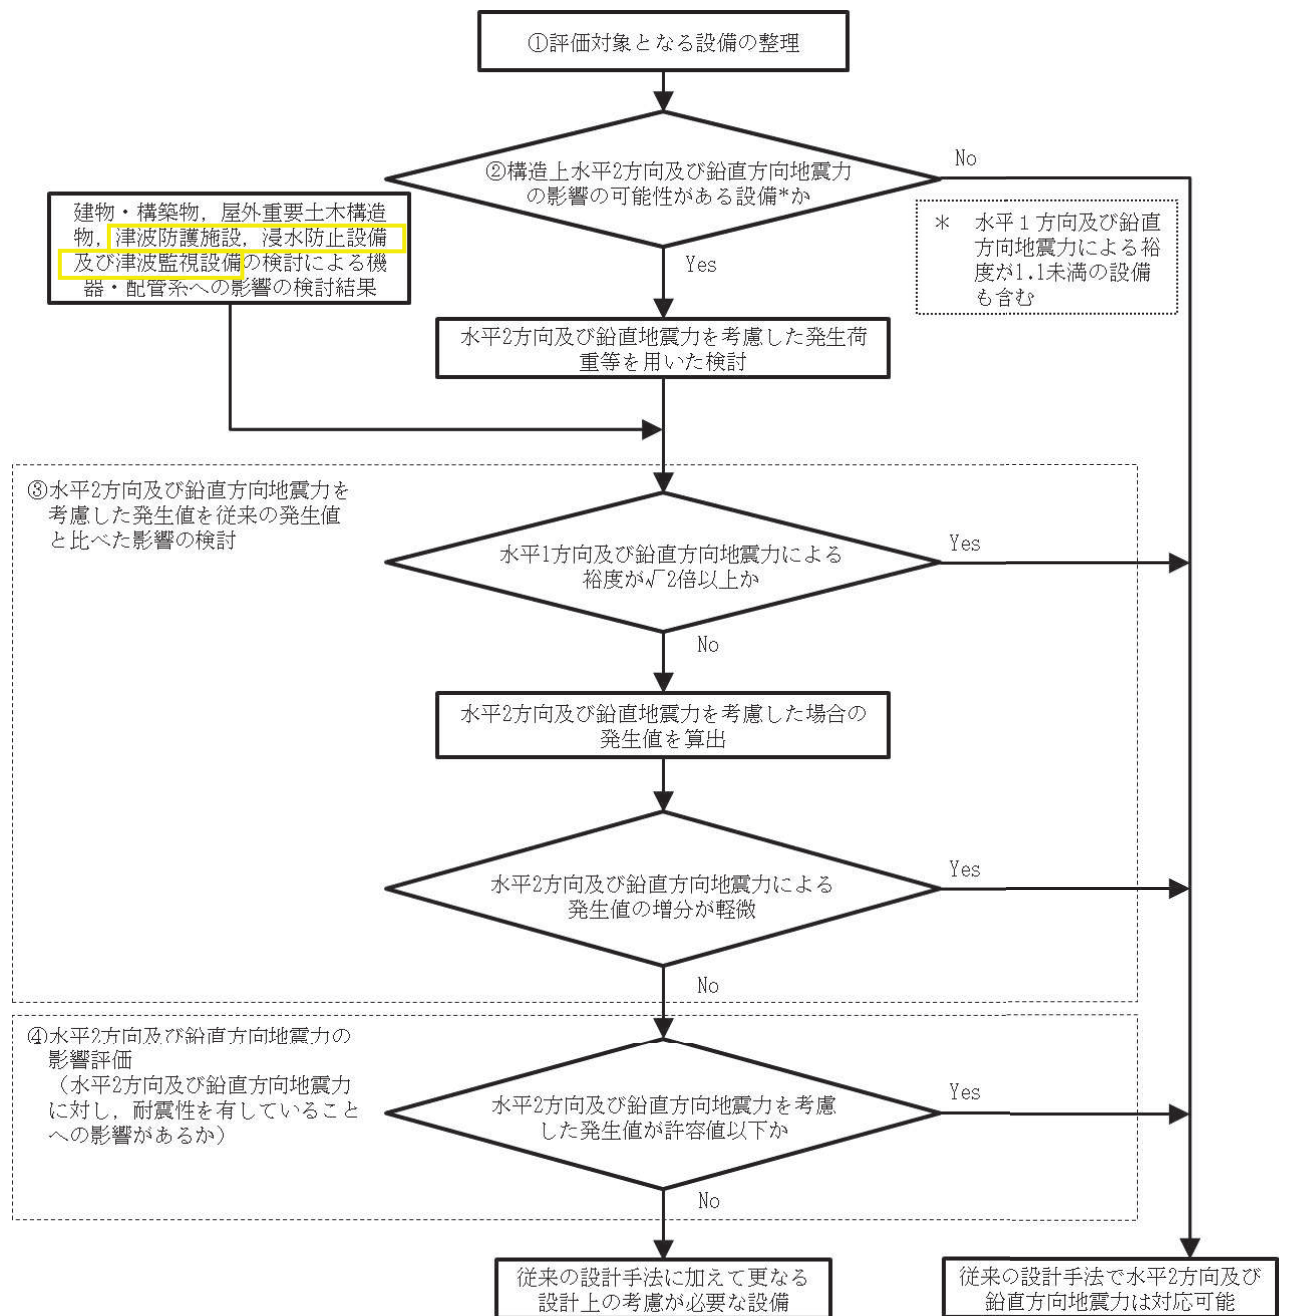 ①評価対象となる設備の整理
②構造上水平2方向及び鉛直方向地震力
の影響の可能性がある設備*か
No
建物・構築物，屋外重要土木構造
物，津波防護施設，浸水防止設備
及び津波監視設備の検討による機
器・配管系への影響の検討結果
＊　水平１方向及び鉛直
方向地震力による裕
度が1.1未満の設備
も含む
Yes
水平2方向及び鉛直地震力を考慮した発生荷
重等を用いた検討
③水平2方向及び鉛直方向地震力を
考慮した発生値を従来の発生値
と比べた影響の検討
水平1方向及び鉛直方向地震力による
裕度が√2倍以上か
Yes
No
水平2方向及び鉛直地震力を考慮した場合の
発生値を算出
水平2方向及び鉛直方向地震力による
発生値の増分が軽微
Yes
No
④水平2方向及び鉛直方向地震力の
影響評価
（水平2方向及び鉛直方向地震力
に対し，耐震性を有していること
への影響があるか）
水平2方向及び鉛直方向地震力を考慮
した発生値が許容値以下か
Yes
No
従来の設計手法に加えて更なる
設計上の考慮が必要な設備
従来の設計手法で水平2方向及び
鉛直方向地震力は対応可能